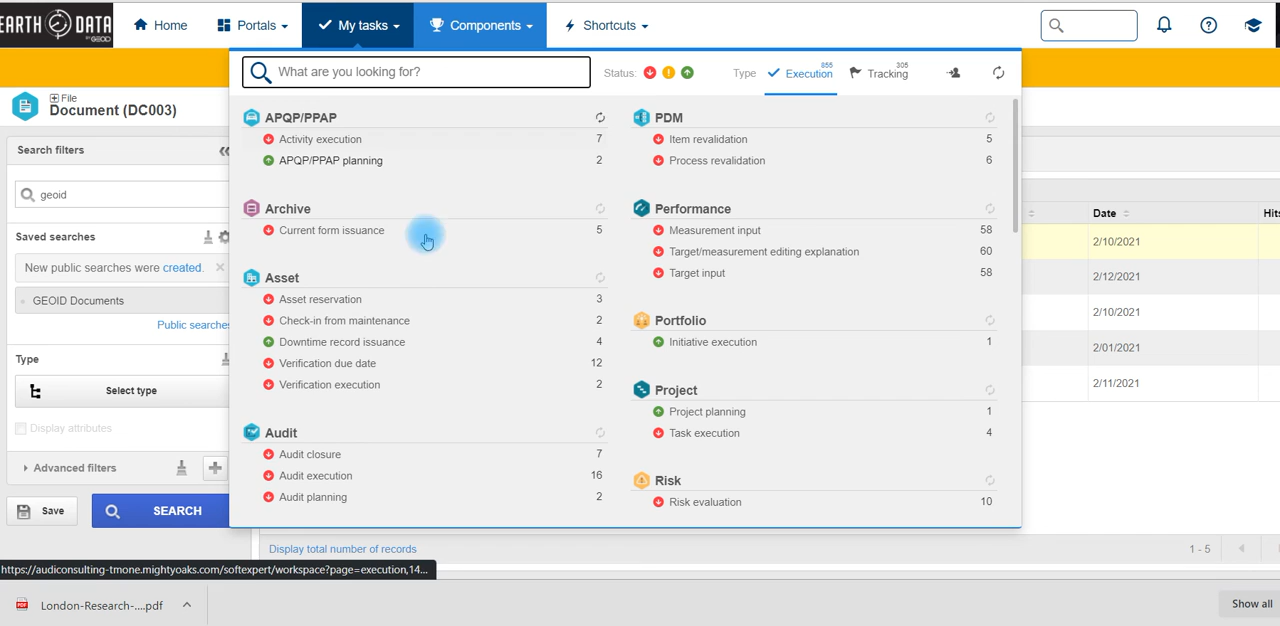 EARTH DATA
BY GEOID
Home
Portals
My tasks
Components
Shortcuts
File
Document (DC003)
Search filters
geoid
Saved searches
New public searches were created.
GEOID Documents
Public searches
Type
Select type
Display attributes
Advanced filters
Save
SEARCH
What are you looking for?
Status:
Type
Execution 855
Tracking 305
APQP/PPAP
Activity execution 7
APQP/PPAP planning 2
Archive
Current form issuance 5
Asset
Asset reservation 3
Check-in from maintenance 2
Downtime record issuance 4
Verification due date 12
Verification execution 2
Audit
Audit closure 7
Audit execution 16
Audit planning 2
PDM
Item revalidation 5
Process revalidation 6
Performance
Measurement input 58
Target/measurement editing explanation 60
Target input 58
Portfolio
Initiative execution 1
Project
Project planning 1
Task execution 4
Risk
Risk evaluation 10
Date
Hits
2/10/2021
2/12/2021
2/10/2021
2/01/2021
2/11/2021
Display total number of records
1 - 5
https://audiconsulting-tmone.mightyoaks.com/softexpert/workspace?page=execution,14...
London-Research-....pdf
Show all